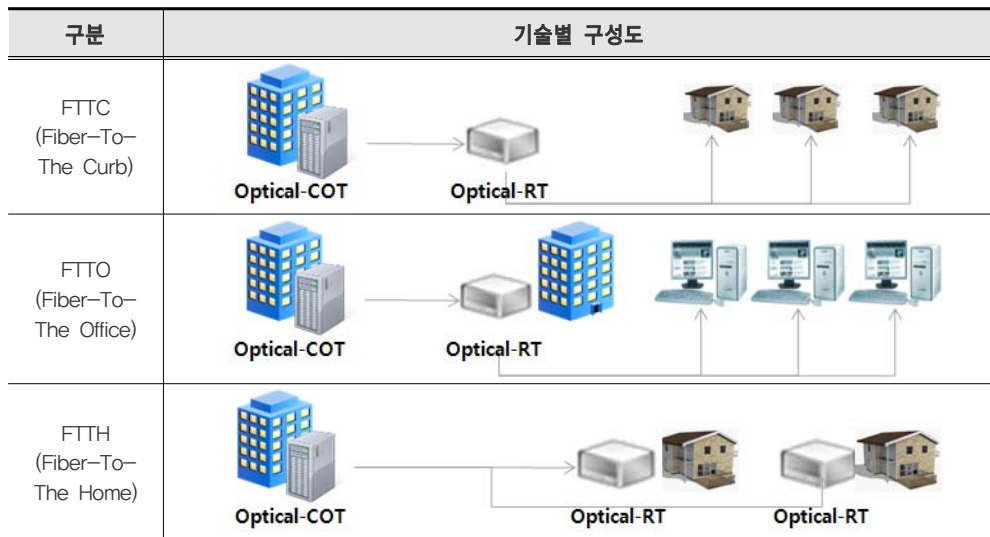 구분
기술별 구성도
FTTC
(Fiber-To-
The Curb)
Optical-COT
Optical-RT
FTTO
(Fiber-To-
The Office)
Optical-COT
Optical-RT
FTTH
(Fiber-To-
The Home)
Optical-COT
Optical-RT
Optical-RT